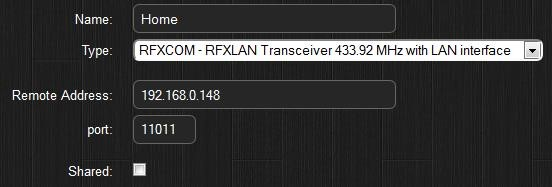 Name: Home
Type: RFXCOM - RFXLAN Transceiver 433.92 MHz with LAN interface
Remote Address: 192.168.0.148
port: 11011
Shared: